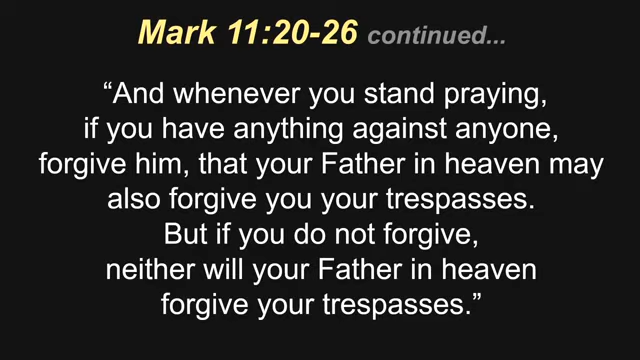 Mark 11:20-26 continued...
“And whenever you stand praying,
if you have anything against anyone,
forgive him, that your Father in heaven may
also forgive you your trespasses.
But if you do not forgive,
neither will your Father in heaven
forgive your trespasses.”